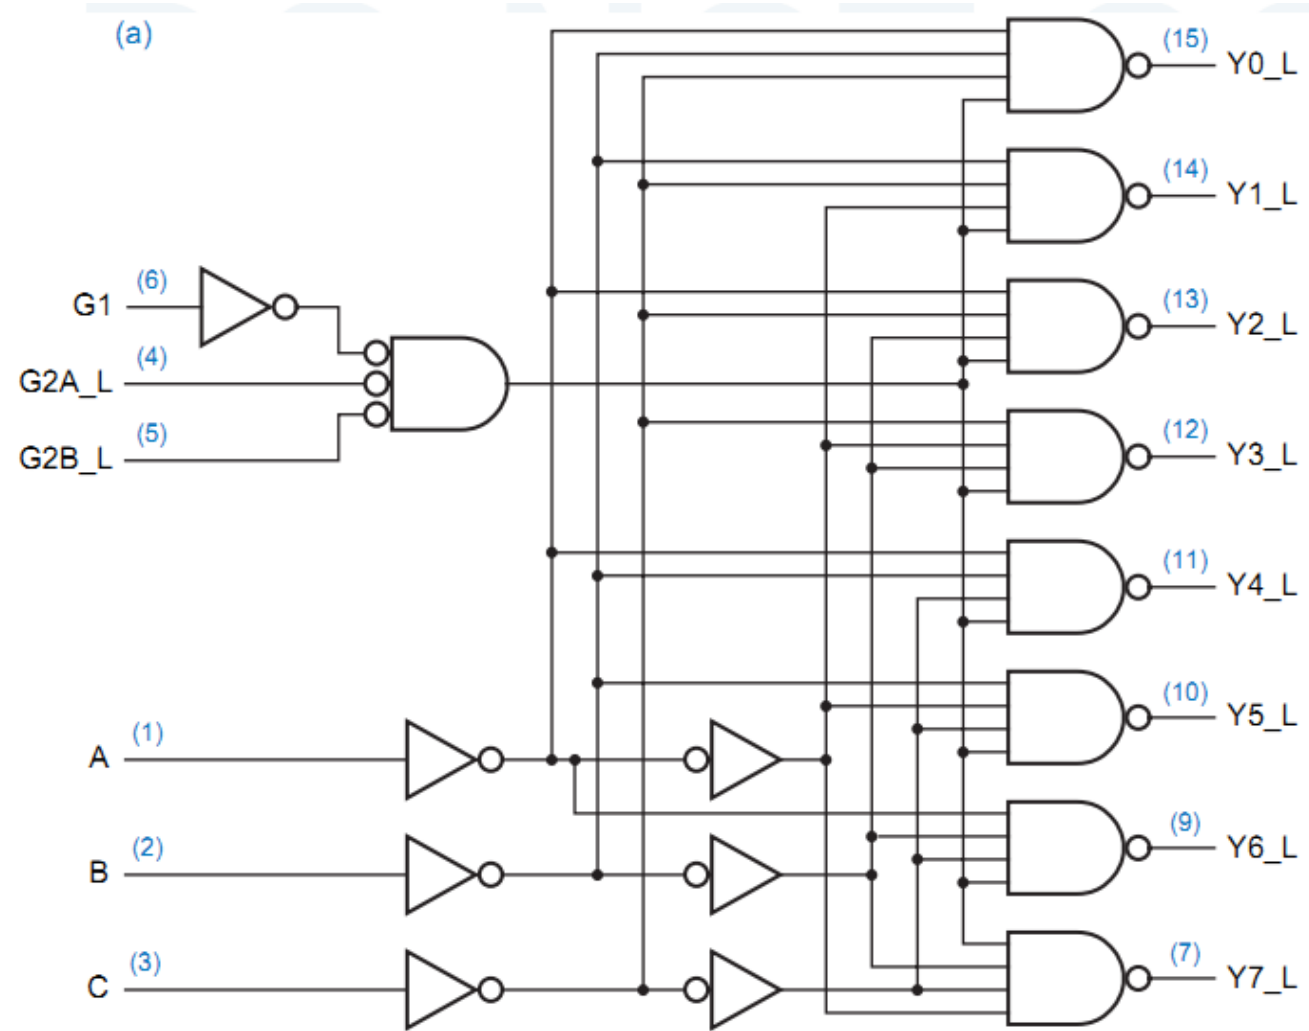 (a)
(15)
Y0_L
(14)
Y1_L
(6)
G1
(13)
Y2_L
(4)
G2A_L
(5)
G2B_L
(12)
Y3_L
(11)
Y4_L
(10)
Y5_L
(1)
A
(9)
Y6_L
(2)
B
(7)
Y7_L
(3)
C